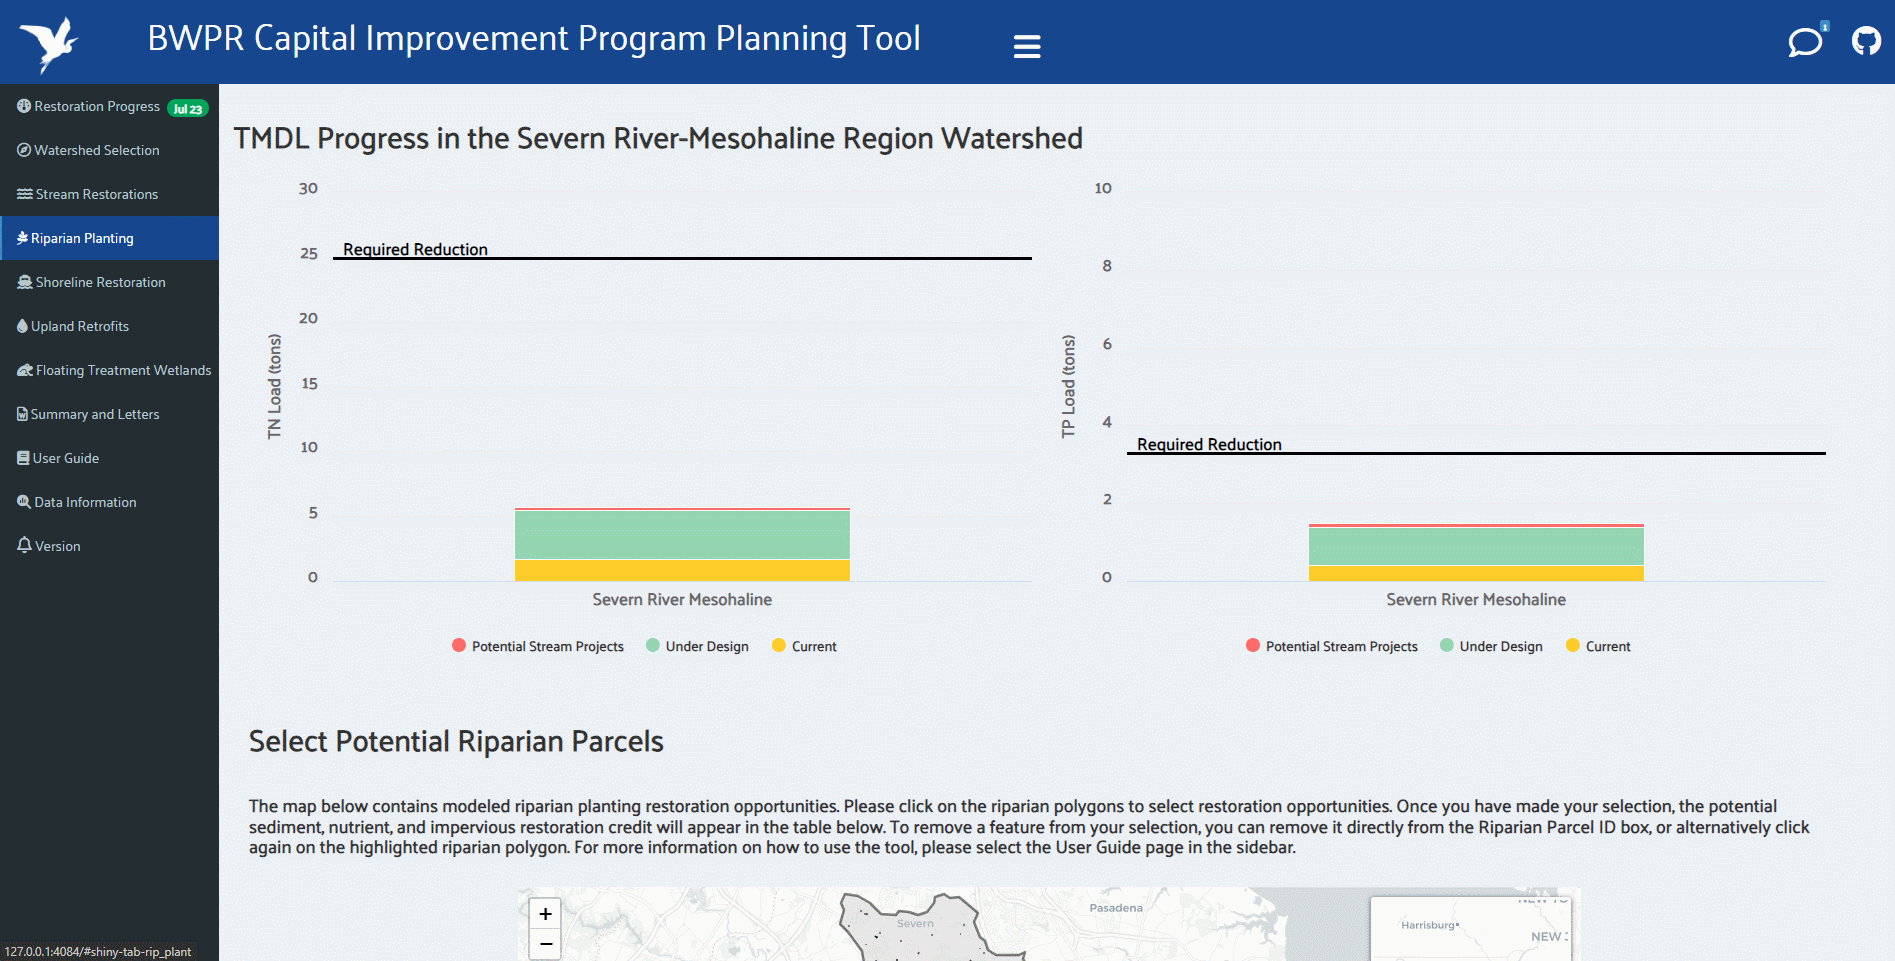 BWPR Capital Improvement Program Planning Tool
1
Restoration Progress Jul 23
Watershed Selection
Stream Restorations
Riparian Planting
Shoreline Restoration
Upland Retrofits
Floating Treatment Wetlands
Summary and Letters
User Guide
Data Information
Version
TMDL Progress in the Severn River-Mesohaline Region Watershed
30
25
20
15
10
5
0
TN Load (tons)
Required Reduction
Severn River Mesohaline
Potential Stream Projects Under Design Current
10
8
6
4
2
0
TP Load (tons)
Required Reduction
Severn River Mesohaline
Potential Stream Projects Under Design Current
Select Potential Riparian Parcels
The map below contains modeled riparian planting restoration opportunities. Please click on the riparian polygons to select restoration opportunities. Once you have made your selection, the potential
sediment, nutrient, and impervious restoration credit will appear in the table below. To remove a feature from your selection, you can remove it directly from the Riparian Parcel ID box, or alternatively click
again on the highlighted riparian polygon. For more information on how to use the tool, please select the User Guide page in the sidebar.
+
−
Severn
Pasadena
Harrisburg
NEW
127.0.0.1:4084/#shiny-tab-rip_plant